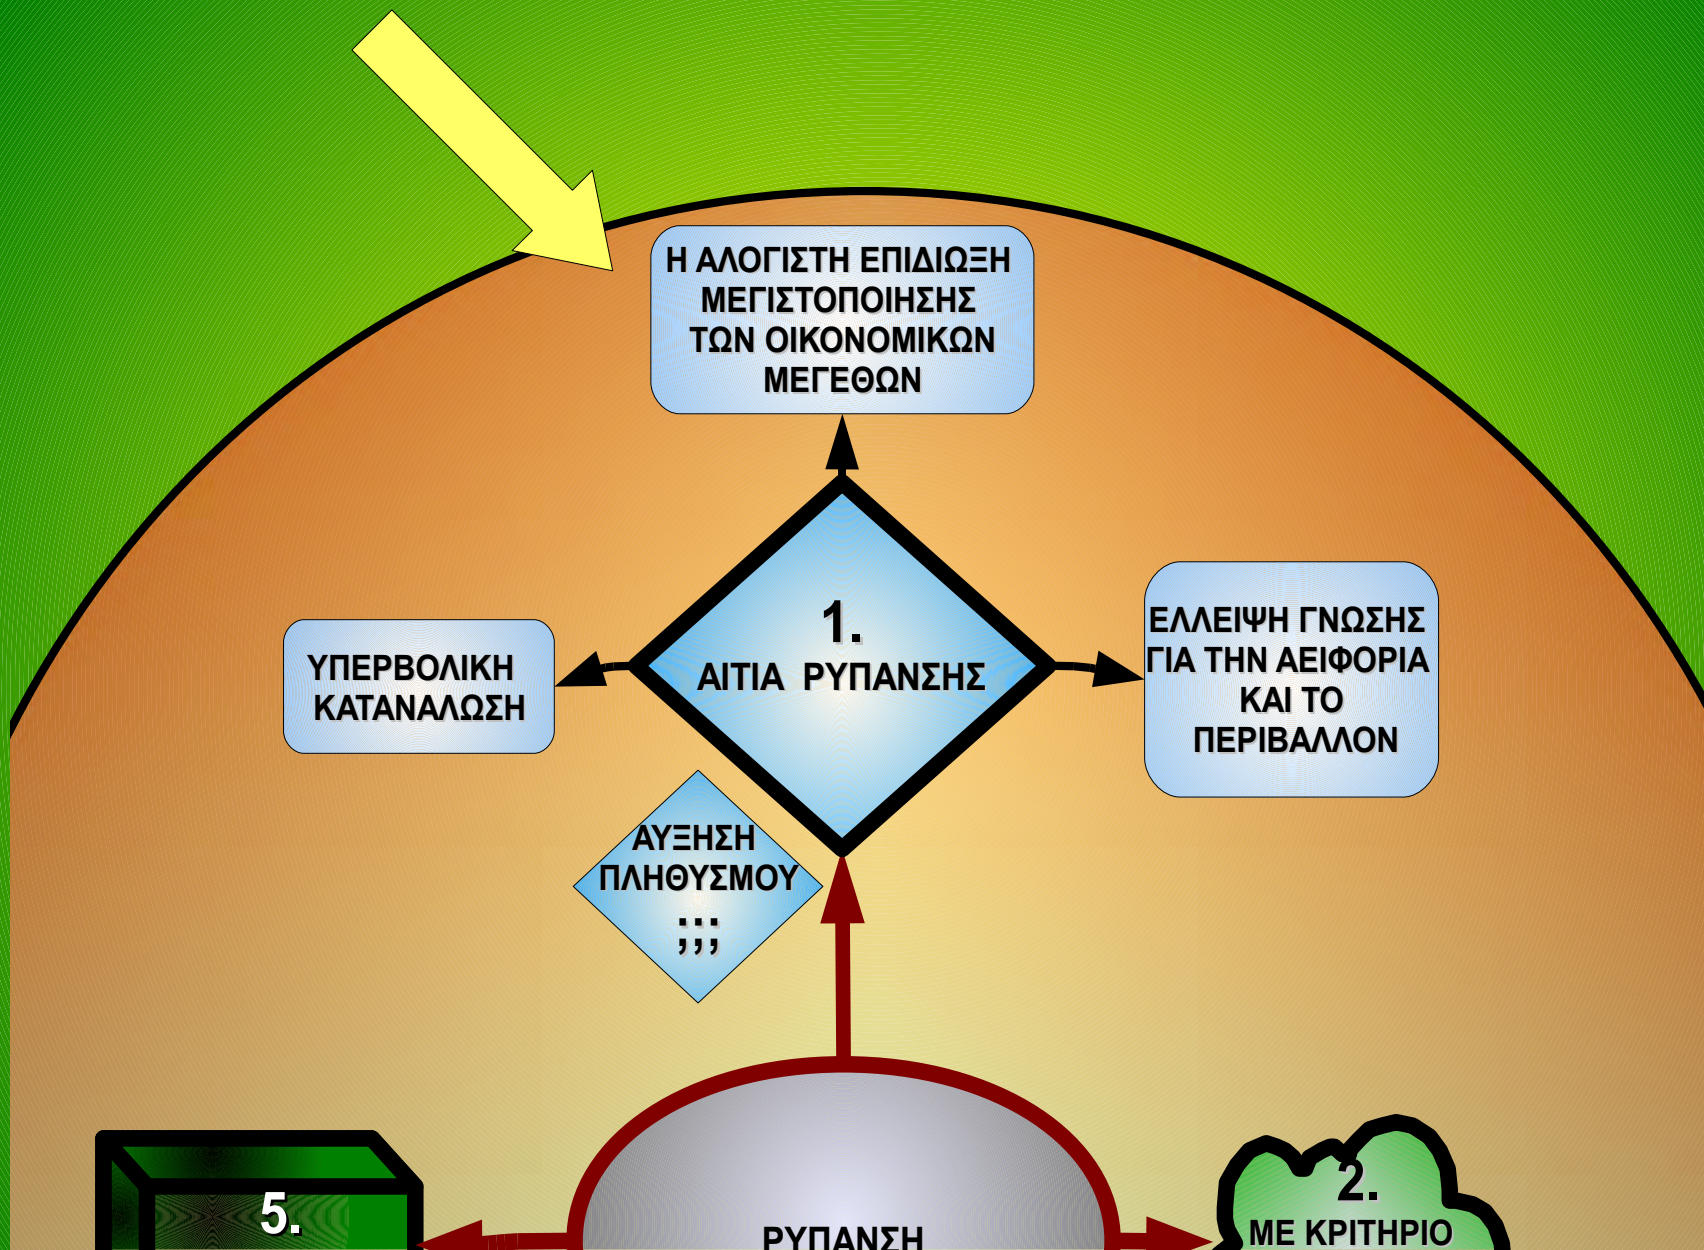 Η ΑΛΟΓΙΣΤΗ ΕΠΙΔΙΩΞΗ
ΜΕΓΙΣΤΟΠΟΙΗΣΗΣ
ΤΩΝ ΟΙΚΟΝΟΜΙΚΩΝ
ΜΕΓΕΘΩΝ
1.
ΑΙΤΙΑ ΡΥΠΑΝΣΗΣ
ΥΠΕΡΒΟΛΙΚΗ
ΚΑΤΑΝΑΛΩΣΗ
ΕΛΛΕΙΨΗ ΓΝΩΣΗΣ
ΓΙΑ ΤΗΝ ΑΕΙΦΟΡΙΑ
ΚΑΙ ΤΟ
ΠΕΡΙΒΑΛΛΟΝ
ΑΥΞΗΣΗ
ΠΛΗΘΥΣΜΟΥ
;;;
5.
ΡΥΠΑΝΣΗ
2.
ΜΕ ΚΡΙΤΗΡΙΟ